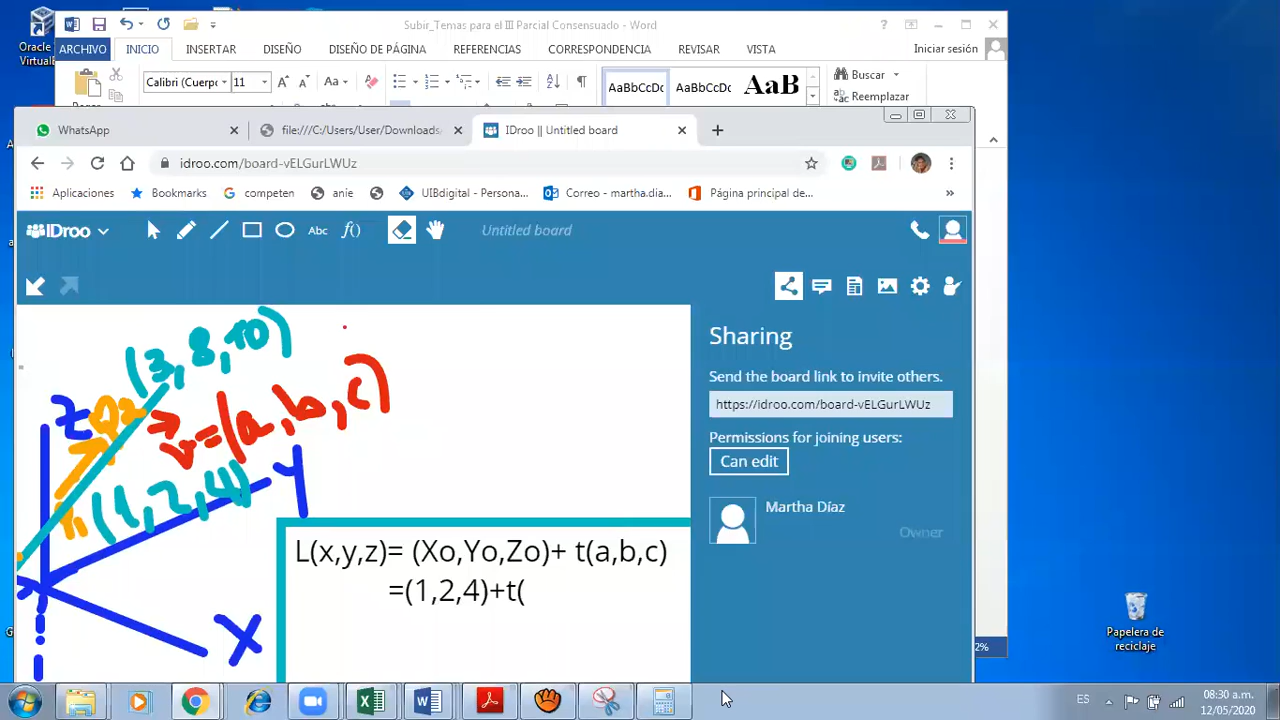 Oracle
VirtualB
Subir_Temas para el III Parcial Consensuado - Word
ARCHIVO INICIO INSERTAR DISEÑO DISEÑO DE PÁGINA REFERENCIAS CORRESPONDENCIA REVISAR VISTA Iniciar sesión
Calibri (Cuerpo 11 Aa AaBbCcDc AaBbCcDc AaB Buscar
Reemplazar
WhatsApp file:///C:/Users/User/Downloads/ IDroo || Untitled board
idroo.com/board-vELGurLWUz
Aplicaciones Bookmarks competen anie UIBdigital - Persona... Correo - martha.dia... Página principal de... »
IDroo Abc f() Untitled board
Sharing
Send the board link to invite others.
https://idroo.com/board-vELGurLWUz
Permissions for joining users:
Can edit
Martha Díaz
Owner
(3,8,10)
Z
v=(a,b,c)
(1,2,4) Y
X
L(x,y,z)= (Xo,Yo,Zo)+ t(a,b,c)
=(1,2,4)+t(
Papelera de
reciclaje
2%
ES 08:30 a.m.
12/05/2020